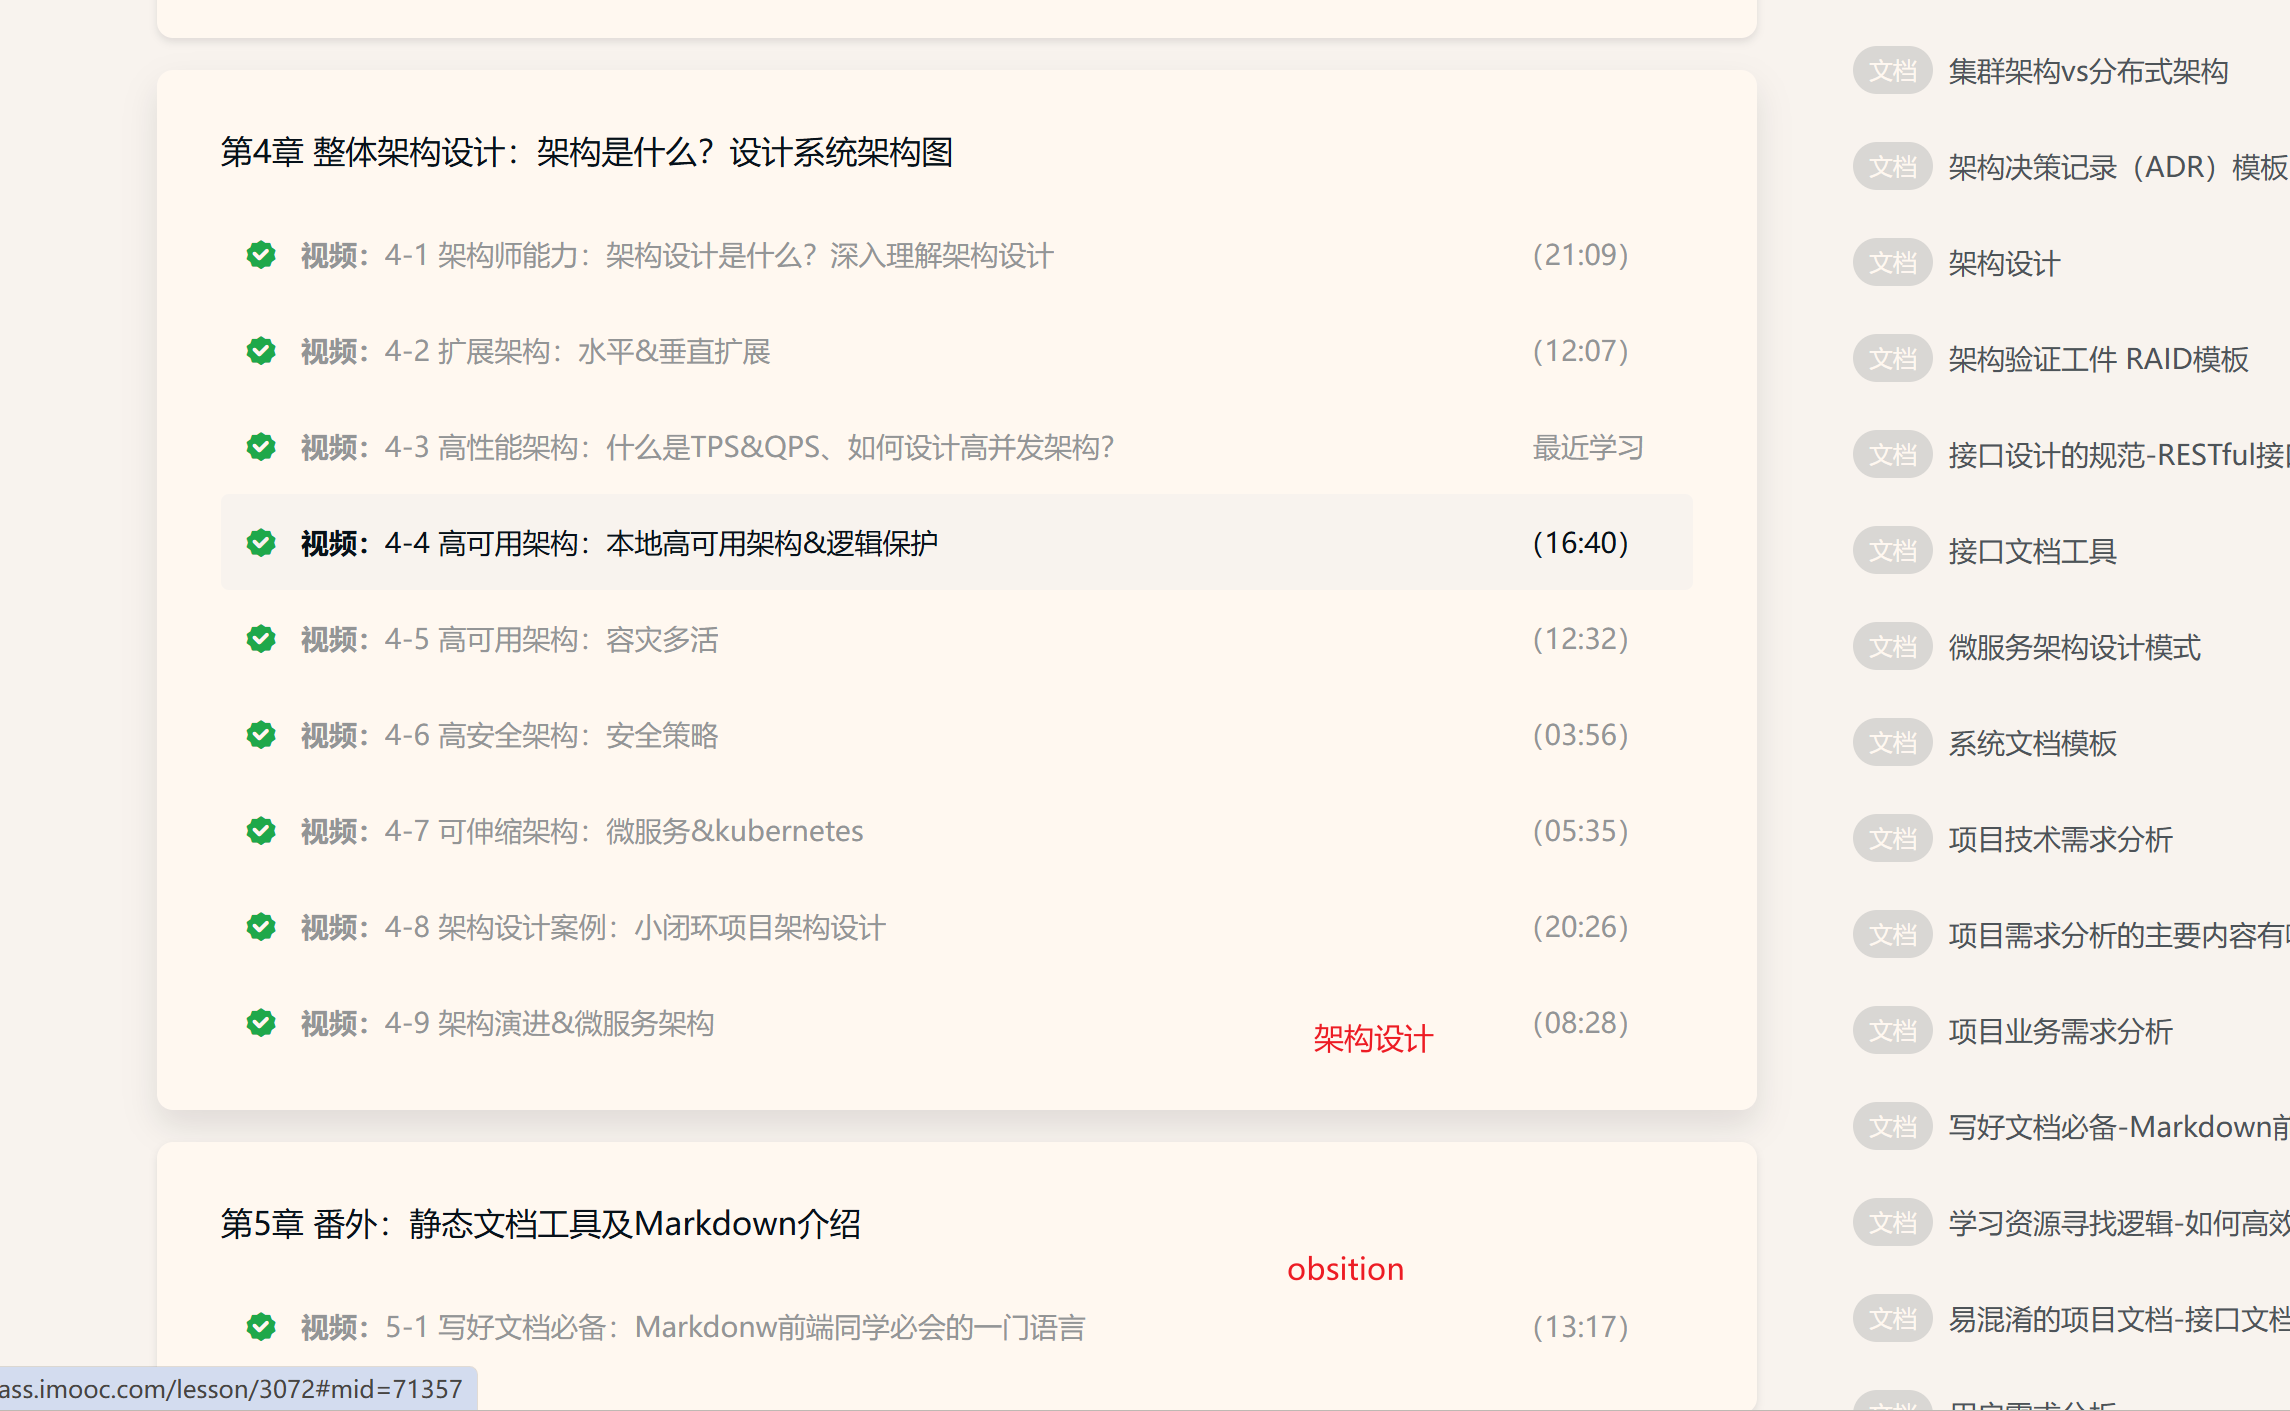 第4章 整体架构设计：架构是什么？设计系统架构图
视频：4-1 架构师能力：架构设计是什么？深入理解架构设计 （21:09）
视频：4-2 扩展架构：水平&垂直扩展 （12:07）
视频：4-3 高性能架构：什么是TPS&QPS、如何设计高并发架构？ 最近学习
视频：4-4 高可用架构：本地高可用架构&逻辑保护 （16:40）
视频：4-5 高可用架构：容灾多活 （12:32）
视频：4-6 高安全架构：安全策略 （03:56）
视频：4-7 可伸缩架构：微服务&kubernetes （05:35）
视频：4-8 架构设计案例：小闭环项目架构设计 （20:26）
视频：4-9 架构演进&微服务架构 （08:28）
架构设计
第5章 番外：静态文档工具及Markdown介绍
obsition
视频：5-1 写好文档必备：Markdonw前端同学必会的一门语言 （13:17）
ass.imooc.com/lesson/3072#mid=71357
文档 集群架构vs分布式架构
文档 架构决策记录（ADR）模板
文档 架构设计
文档 架构验证工件 RAID模板
文档 接口设计的规范-RESTful接
文档 接口文档工具
文档 微服务架构设计模式
文档 系统文档模板
文档 项目技术需求分析
文档 项目需求分析的主要内容有
文档 项目业务需求分析
文档 写好文档必备-Markdown前
文档 学习资源寻找逻辑-如何高效
文档 易混淆的项目文档-接口文档